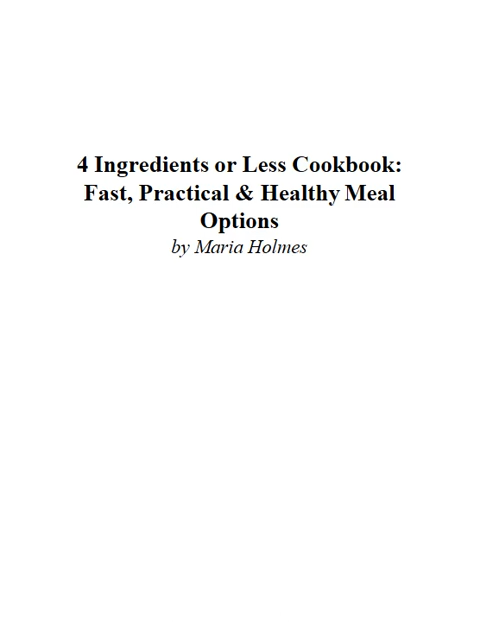 4 Ingredients or Less Cookbook:
Fast, Practical & Healthy Meal
Options
by Maria Holmes